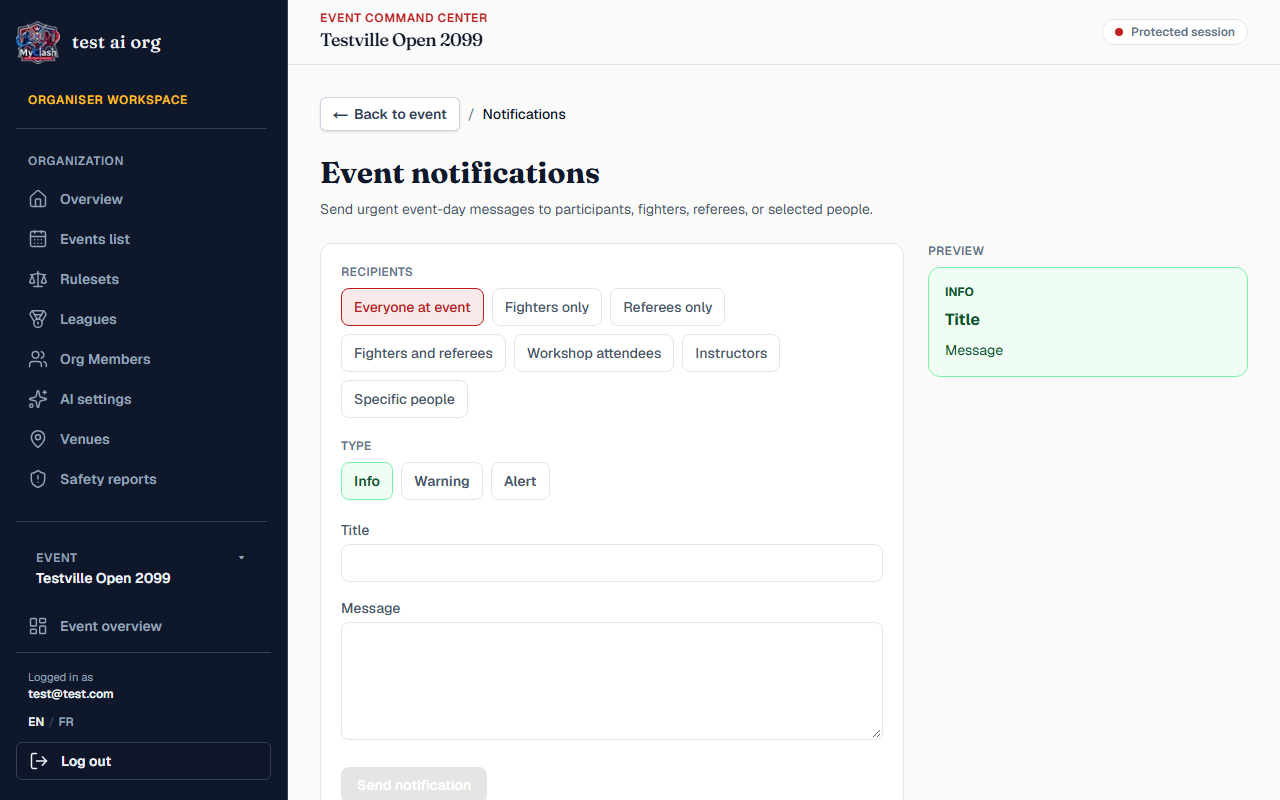 MyClash
test ai org
ORGANISER WORKSPACE
ORGANIZATION
Overview
Events list
Rulesets
Leagues
Org Members
AI settings
Venues
Safety reports
EVENT
Testville Open 2099
Event overview
Logged in as
test@test.com
EN / FR
Log out
EVENT COMMAND CENTER
Testville Open 2099
Protected session
← Back to event / Notifications
Event notifications
Send urgent event-day messages to participants, fighters, referees, or selected people.
RECIPIENTS
Everyone at event Fighters only Referees only
Fighters and referees Workshop attendees Instructors
Specific people
TYPE
Info Warning Alert
Title
Message
Send notification
PREVIEW
INFO
Title
Message